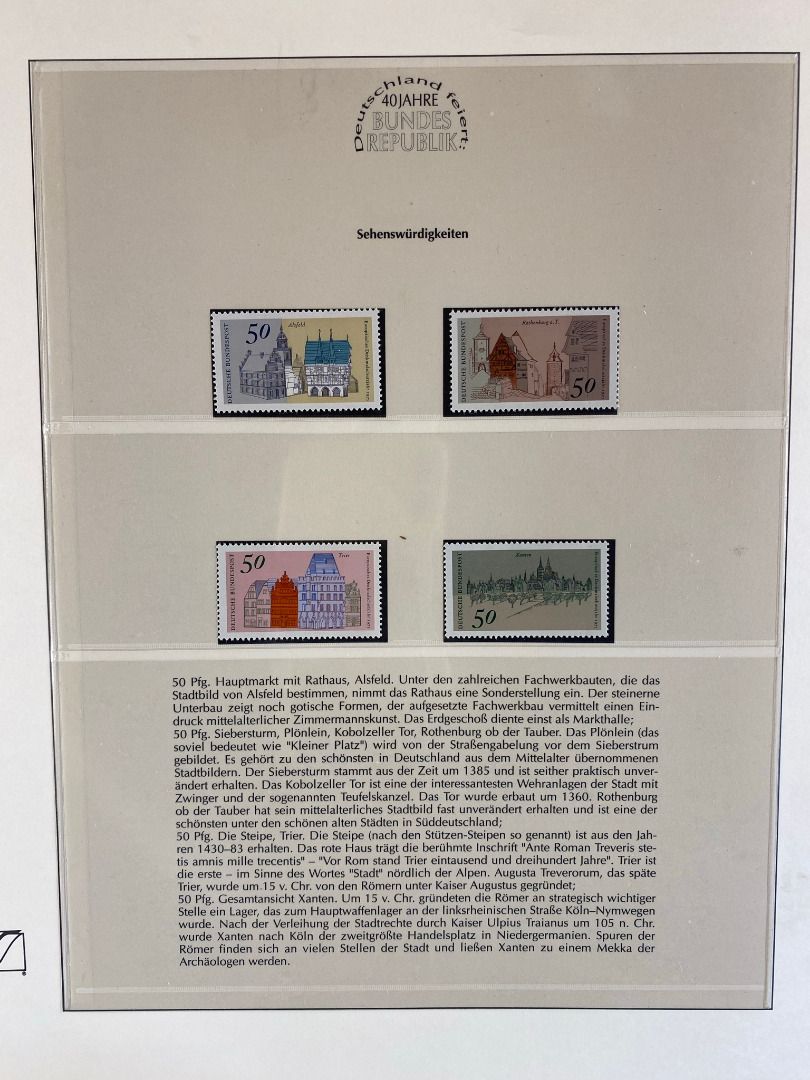 Deutschland feiert:
40 JAHRE
BUNDES
REPUBLIK
Sehenswürdigkeiten
50
Alsfeld
DEUTSCHE BUNDESPOST
Europäisches Denkmalschutzjahr 1975
Rothenburg o.T.
DEUTSCHE BUNDESPOST
50
50
Trier
DEUTSCHE BUNDESPOST
Europäisches Denkmalschutzjahr 1975
Xanten
DEUTSCHE BUNDESPOST
50
50 Pfg. Hauptmarkt mit Rathaus, Alsfeld. Unter den zahlreichen Fachwerkbauten, die das
Stadtbild von Alsfeld bestimmen, nimmt das Rathaus eine Sonderstellung ein. Der steinerne
Unterbau zeigt noch gotische Formen, der aufgesetzte Fachwerkbau vermittelt einen Ein-
druck mittelalterlicher Zimmermannskunst. Das Erdgeschoß diente einst als Markthalle;
50 Pfg. Siebersturm, Plönlein, Kobolzeller Tor, Rothenburg ob der Tauber. Das Plönlein (das
soviel bedeutet wie "Kleiner Platz") wird von der Straßengabelung vor dem Sieberstrum
gebildet. Es gehört zu den schönsten in Deutschland aus dem Mittelalter übernommenen
Stadtbildern. Der Siebersturm stammt aus der Zeit um 1385 und ist seither praktisch unver-
ändert erhalten. Das Kobolzeller Tor ist eine der interessantesten Wehranlagen der Stadt mit
Zwinger und der sogenannten Teufelskanzel. Das Tor wurde erbaut um 1360. Rothenburg
ob der Tauber hat sein mittelalterliches Stadtbild fast unverändert erhalten und ist eine der
schönsten unter den schönen alten Städten in Süddeutschland;
50 Pfg. Die Steipe, Trier. Die Steipe (nach den Stützen-Steipen so genannt) ist aus den Jah-
ren 1430–83 erhalten. Das rote Haus trägt die berühmte Inschrift "Ante Roman Treveris ste-
tis amnis mille trecentis" – "Vor Rom stand Trier eintausend und dreihundert Jahre". Trier ist
die erste – im Sinne des Wortes "Stadt" nördlich der Alpen. Augusta Treverorum, das späte
Trier, wurde um 15 v. Chr. von den Römern unter Kaiser Augustus gegründet;
50 Pfg. Gesamtansicht Xanten. Um 15 v. Chr. gründeten die Römer an strategisch wichtiger
Stelle ein Lager, das zum Hauptwaffenlager an der linksrheinischen Straße Köln–Nymwegen
wurde. Nach der Verleihung der Stadtrechte durch Kaiser Ulpius Traianus um 105 n. Chr.
wurde Xanten nach Köln der zweitgrößte Handelsplatz in Niedergermanien. Spuren der
Römer finden sich an vielen Stellen der Stadt und ließen Xanten zu einem Mekka der
Archäologen werden.